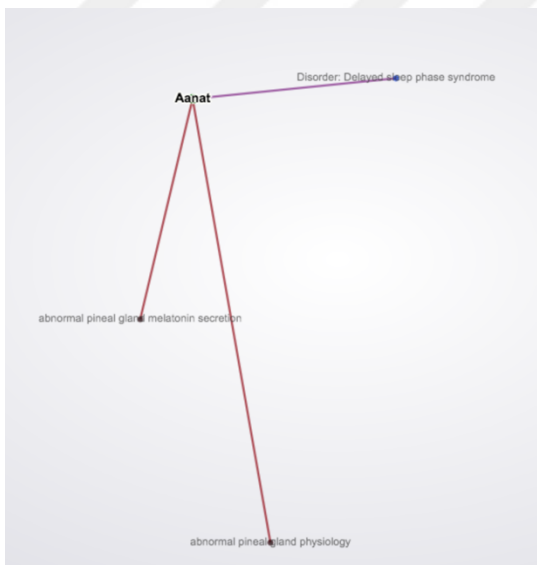 Disorder: Delayed sleep phase syndrome
Aanat
abnormal pineal gland melatonin secretion
abnormal pineal gland physiology